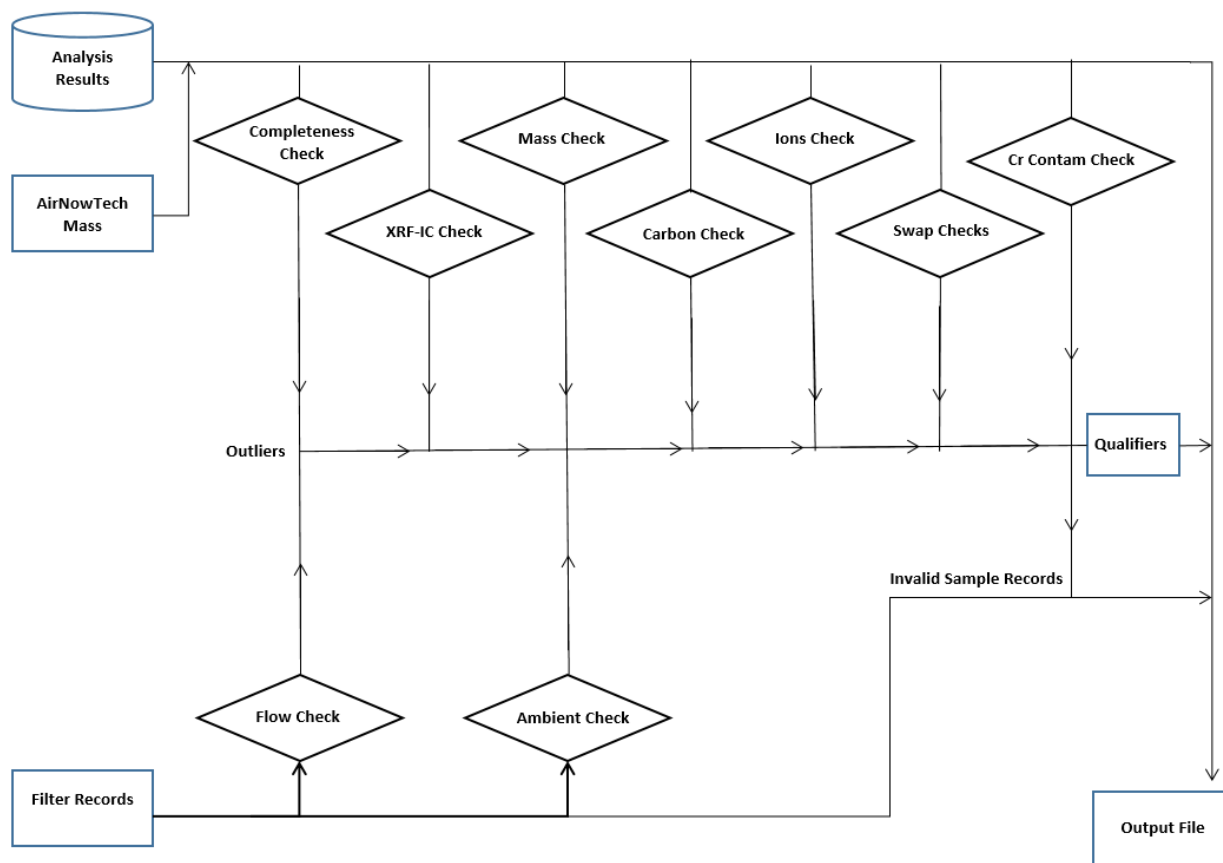 Analysis
Results
Completeness
Check
Mass Check
Ions Check
Cr Contam Check
AirNowTech
Mass
XRF-IC Check
Carbon Check
Swap Checks
Outliers
Qualifiers
Invalid Sample Records
Flow Check
Ambient Check
Filter Records
Output File